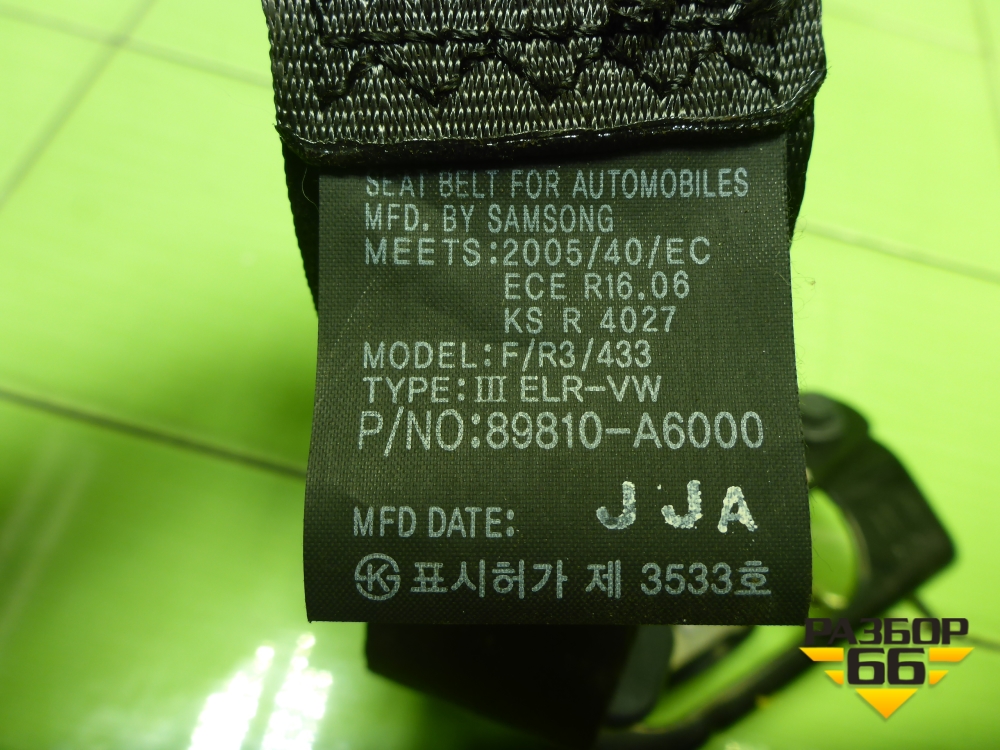 SEAT BELT FOR AUTOMOBILES
MFD. BY SAMSONG
MEETS:2005/40/EC
ECE R16.06
KS R 4027
MODEL:F/R3/433
TYPE:Ⅲ ELR-VW
P/NO:89810-A6000
MFD DATE: JJA
표시허가 제 3533호
РАЗБОР
66